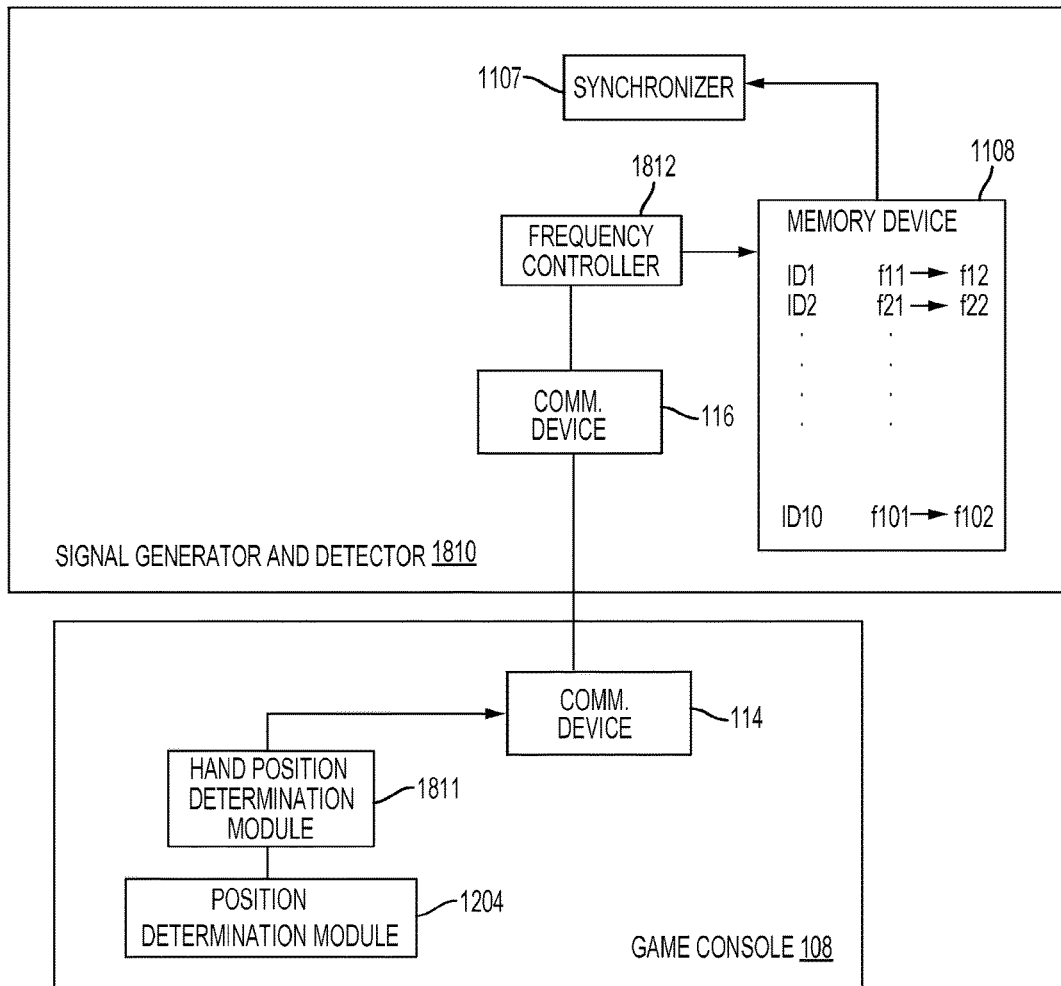 1107
SYNCHRONIZER
1812
1108
FREQUENCY
CONTROLLER
MEMORY DEVICE
ID1 f11 → f12
ID2 f21 → f22
. .
. .
. .
. .
ID10 f101 → f102
COMM.
DEVICE
116
SIGNAL GENERATOR AND DETECTOR 1810
COMM.
DEVICE
114
HAND POSITION
DETERMINATION
MODULE
1811
POSITION
DETERMINATION MODULE
1204
GAME CONSOLE 108